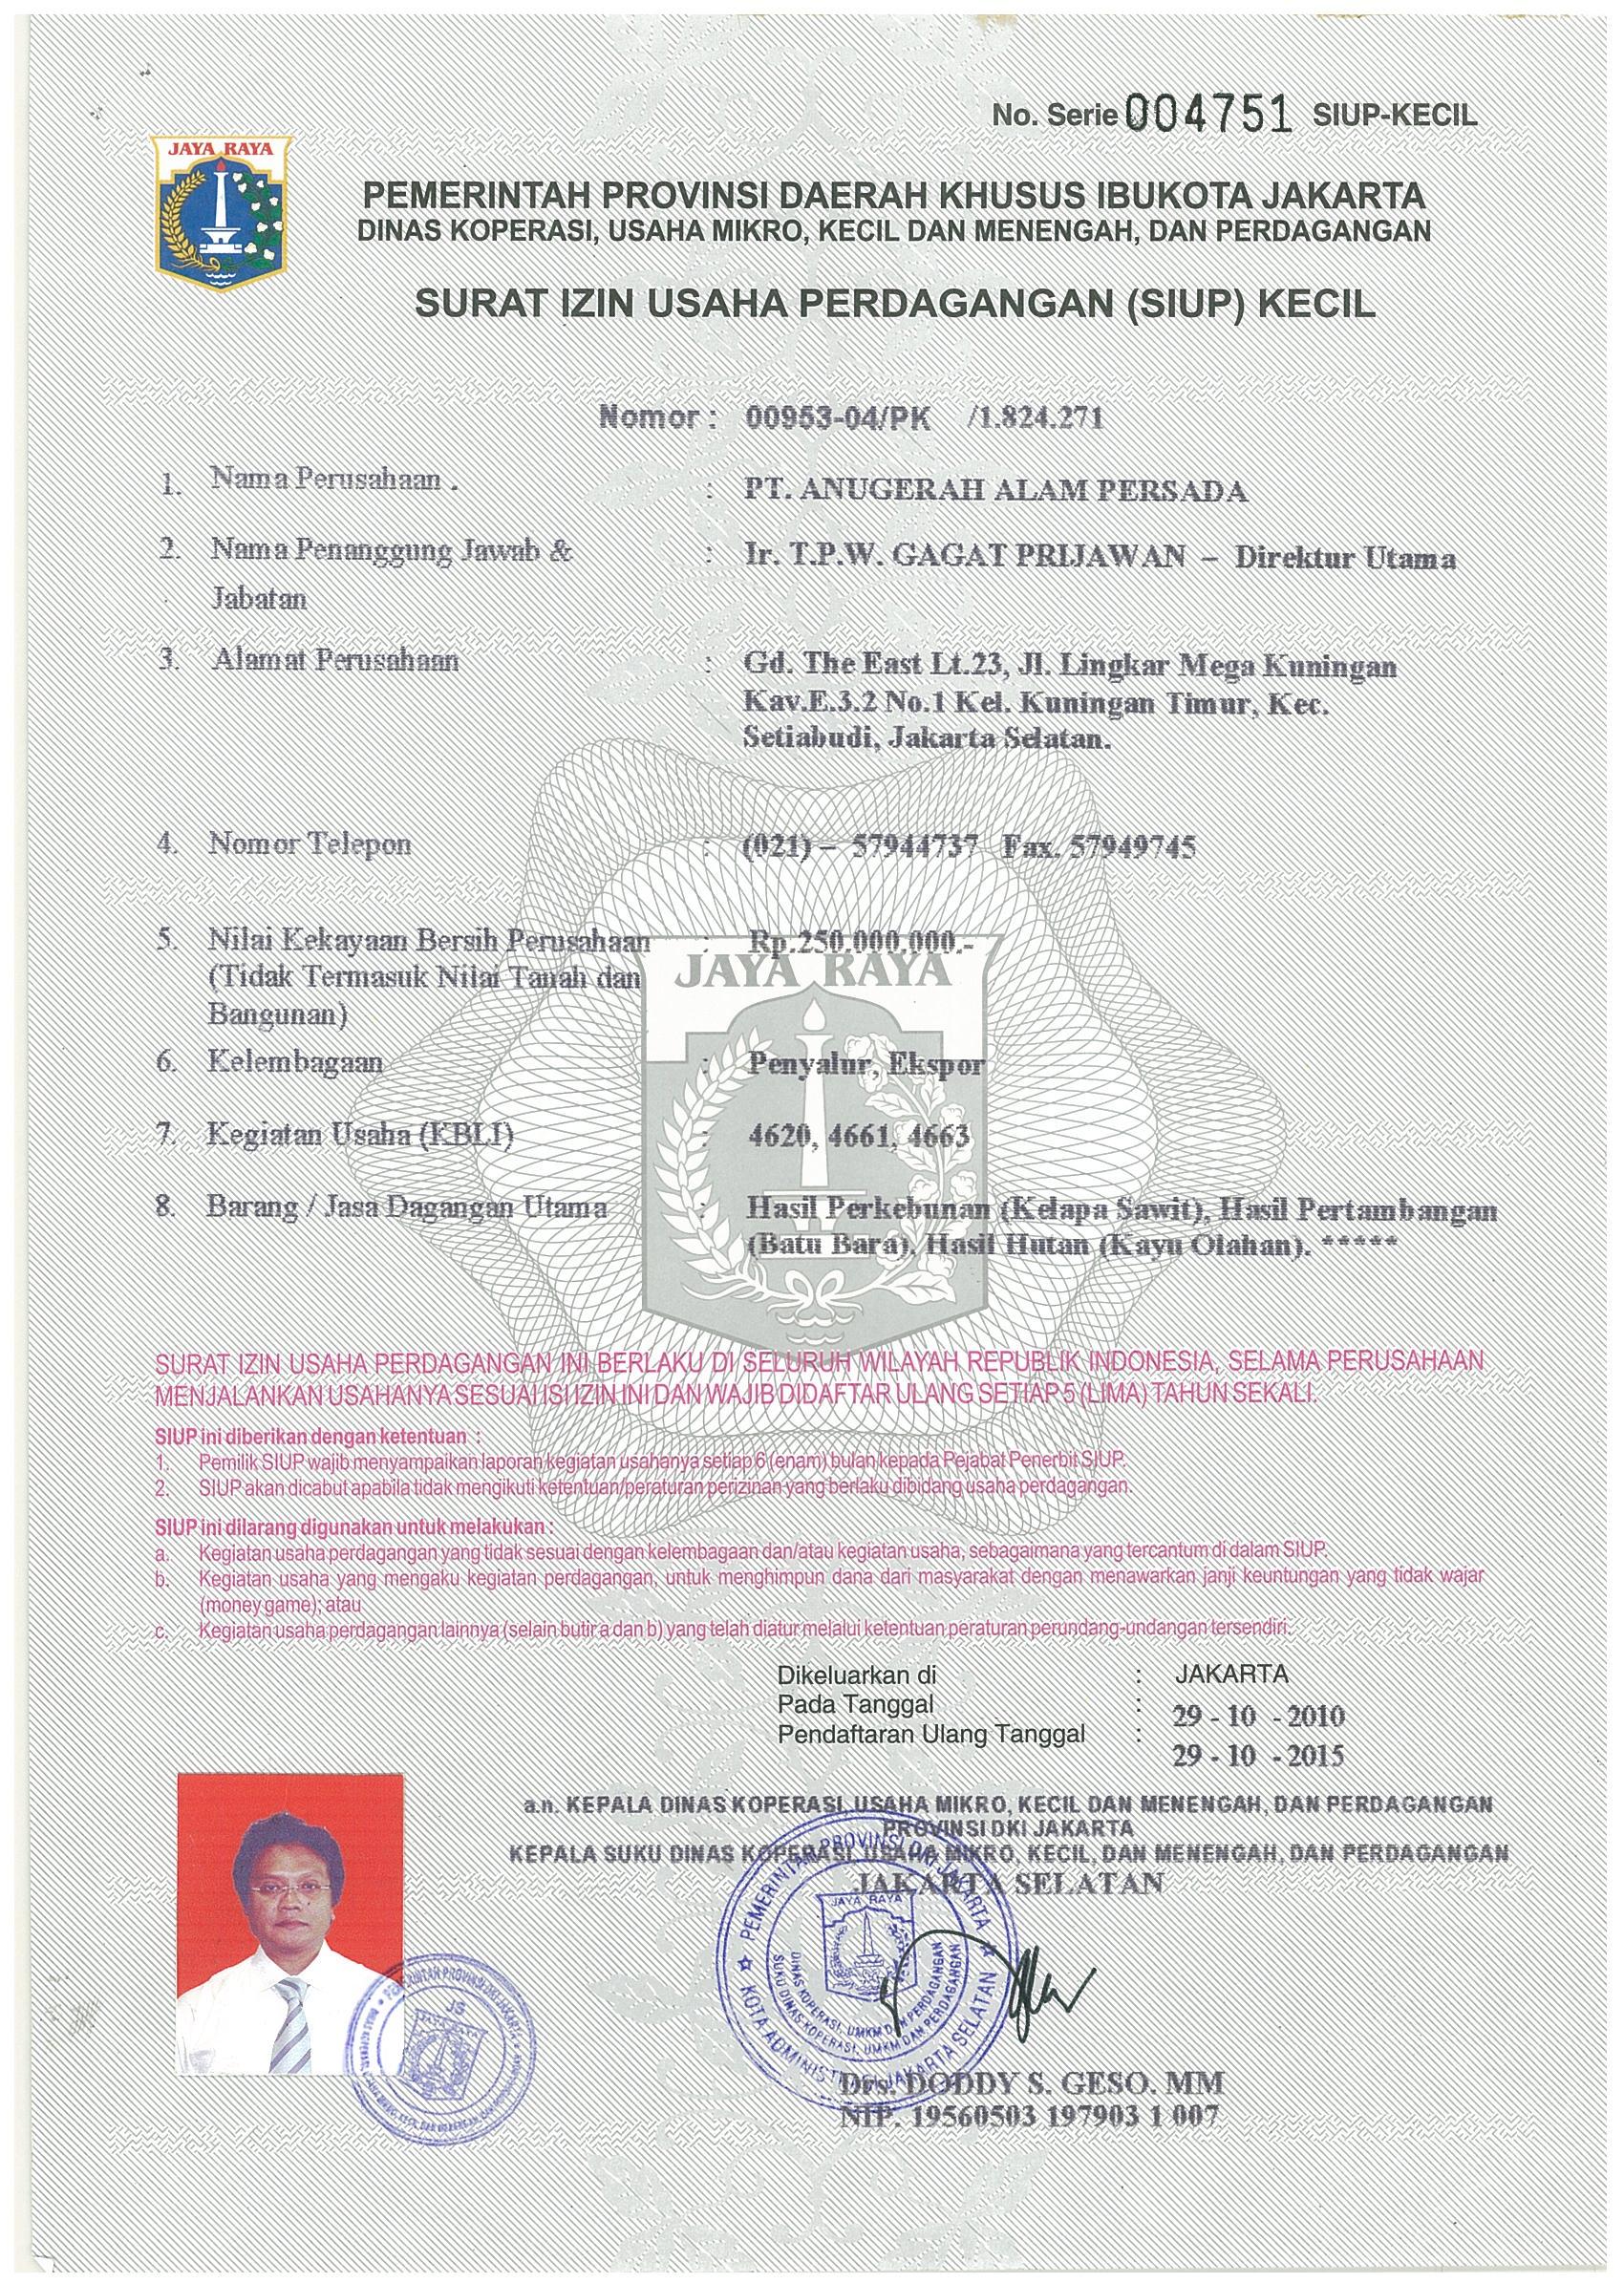 No. Serie 004751 SIUP-KECIL
JAYA RAYA
PEMERINTAH PROVINSI DAERAH KHUSUS IBUKOTA JAKARTA
DINAS KOPERASI, USAHA MIKRO, KECIL DAN MENENGAH, DAN PERDAGANGAN
SURAT IZIN USAHA PERDAGANGAN (SIUP) KECIL
Nomor : 00953-04/PK /1.824.271
1. Nama Perusahaan . : PT. ANUGERAH ALAM PERSADA
2. Nama Penanggung Jawab & : Ir. T.P.W. GAGAT PRIJAWAN – Direktur Utama
Jabatan
3. Alamat Perusahaan : Gd. The East Lt.23, Jl. Lingkar Mega Kuningan
Kav.E.3.2 No.1 Kel. Kuningan Timur, Kec.
Setiabudi, Jakarta Selatan.
4. Nomor Telepon : (021) – 57944737 Fax. 57949745
5. Nilai Kekayaan Bersih Perusahaan : Rp.250.000.000.-
(Tidak Termasuk Nilai Tanah dan
Bangunan)
JAYA RAYA
6. Kelembagaan : Penyalur, Ekspor
7. Kegiatan Usaha (KBLI) : 4620, 4661, 4663
8. Barang / Jasa Dagangan Utama : Hasil Perkebunan (Kelapa Sawit), Hasil Pertambangan
(Batu Bara), Hasil Hutan (Kayu Olahan). *****
SURAT IZIN USAHA PERDAGANGAN INI BERLAKU DI SELURUH WILAYAH REPUBLIK INDONESIA, SELAMA PERUSAHAAN
MENJALANKAN USAHANYA SESUAI ISI IZIN INI DAN WAJIB DIDAFTAR ULANG SETIAP 5 (LIMA) TAHUN SEKALI.
SIUP ini diberikan dengan ketentuan :
1. Pemilik SIUP wajib menyampaikan laporan kegiatan usahanya setiap 6 (enam) bulan kepada Pejabat Penerbit SIUP.
2. SIUP akan dicabut apabila tidak mengikuti ketentuan/peraturan perizinan yang berlaku dibidang usaha perdagangan.
SIUP ini dilarang digunakan untuk melakukan :
a. Kegiatan usaha perdagangan yang tidak sesuai dengan kelembagaan dan/atau kegiatan usaha, sebagaimana yang tercantum di dalam SIUP.
b. Kegiatan usaha yang mengaku kegiatan perdagangan, untuk menghimpun dana dari masyarakat dengan menawarkan janji keuntungan yang tidak wajar
(money game); atau
c. Kegiatan usaha perdagangan lainnya (selain butir a dan b) yang telah diatur melalui ketentuan peraturan perundang-undangan tersendiri.
Dikeluarkan di : JAKARTA
Pada Tanggal : 29 - 10 - 2010
Pendaftaran Ulang Tanggal : 29 - 10 - 2015
a.n. KEPALA DINAS KOPERASI, USAHA MIKRO, KECIL DAN MENENGAH, DAN PERDAGANGAN
PROVINSI DKI JAKARTA
KEPALA SUKU DINAS KOPERASI, USAHA MIKRO, KECIL, DAN MENENGAH, DAN PERDAGANGAN
JAKARTA SELATAN
PEMERINTAH PROVINSI DKI JAKARTA
KOTA ADMINISTRASI JAKARTA SELATAN
SUKU DINAS KOPERASI, UMKM DAN PERDAGANGAN
DINAS KOPERASI, UMKM DAN PERDAGANGAN
JAYA RAYA
JS
JAYA RAYA
Drs. DODDY S. GESO. MM
NIP. 19560503 197903 1 007